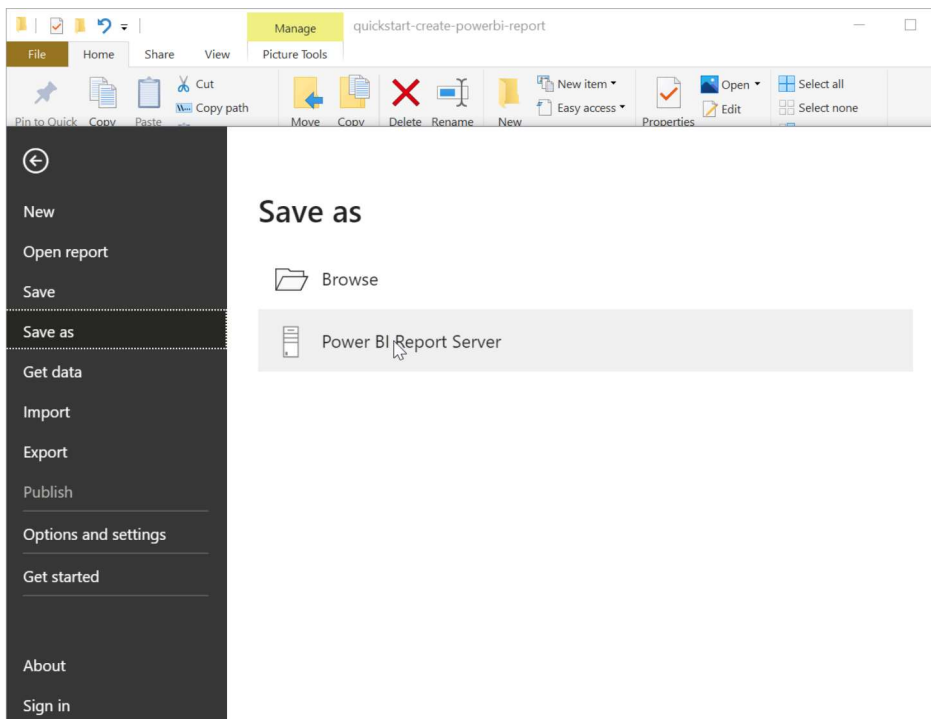 Manage quickstart-create-powerbi-report
File Home Share View Picture Tools
Cut New item Open Select all
Copy path Easy access Edit Select none
Pin to Quick Copy Paste Move Copy Delete Rename New Properties
New
Save as
Open report
Browse
Save
Save as
Power BI Report Server
Get data
Import
Export
Publish
Options and settings
Get started
About
Sign in